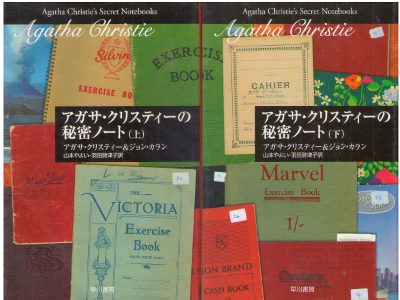 Agatha Christie's Secret Notebooks
Agatha Christie
Silvine
EXERCISE BOOK
EXERCISE
BOOK
アガサ・クリスティーの
秘密ノート(上)
アガサ・クリスティー&ジョン・カラン
山本やよい・羽田詩津子訳
THE
VICTORIA
Exercise
Book
早川書房
Agatha Christie's Secret Notebooks
Agatha Christie
CAHIER
アガサ・クリスティーの
秘密ノート(下)
アガサ・クリスティー&ジョン・カラン
山本やよい・羽田詩津子訳
Marvel
Exercise Book
1/-
ION BRAND
CASH BOOK
Century
早川書房